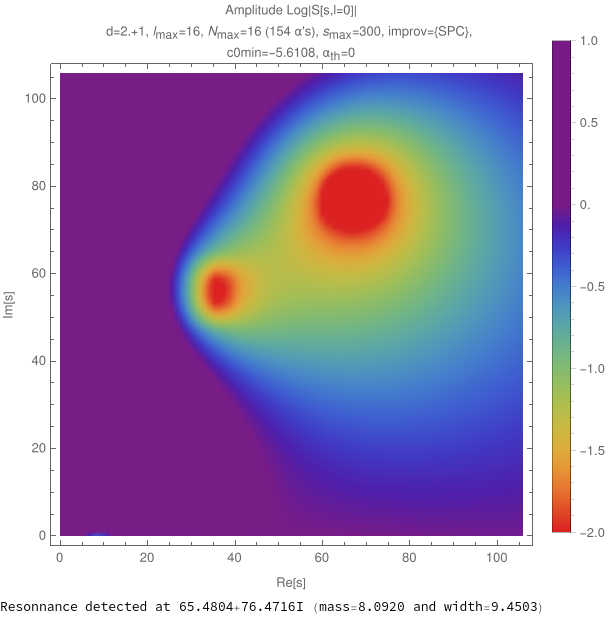 Amplitude Log|S[s,l=0]|
d=2.+1, lmax=16, Nmax=16 (154 α's), smax=300, improv={SPC},
c0min=−5.6108, αth=0
1.0
0.5
0.
−0.5
−1.0
−1.5
−2.0
100
80
60
40
20
0
Im[s]
0 20 40 60 80 100
Re[s]
Resonnance detected at 65.4804+76.4716I (mass=8.0920 and width=9.4503)